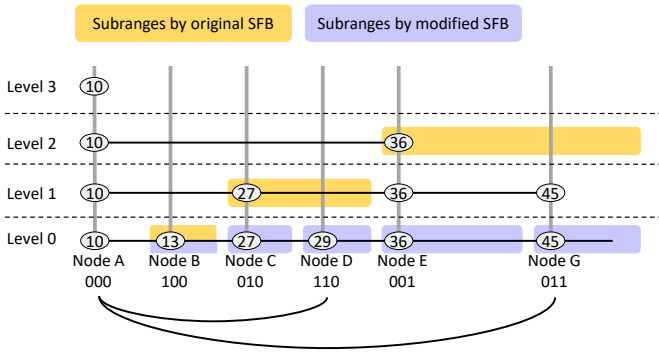 Subranges by original SFB Subranges by modified SFB
Level 3 10
Level 2 10 36
Level 1 10 27 36 45
Level 0 10 13 27 29 36 45
Node A Node B Node C Node D Node E Node G
000 100 010 110 001 011